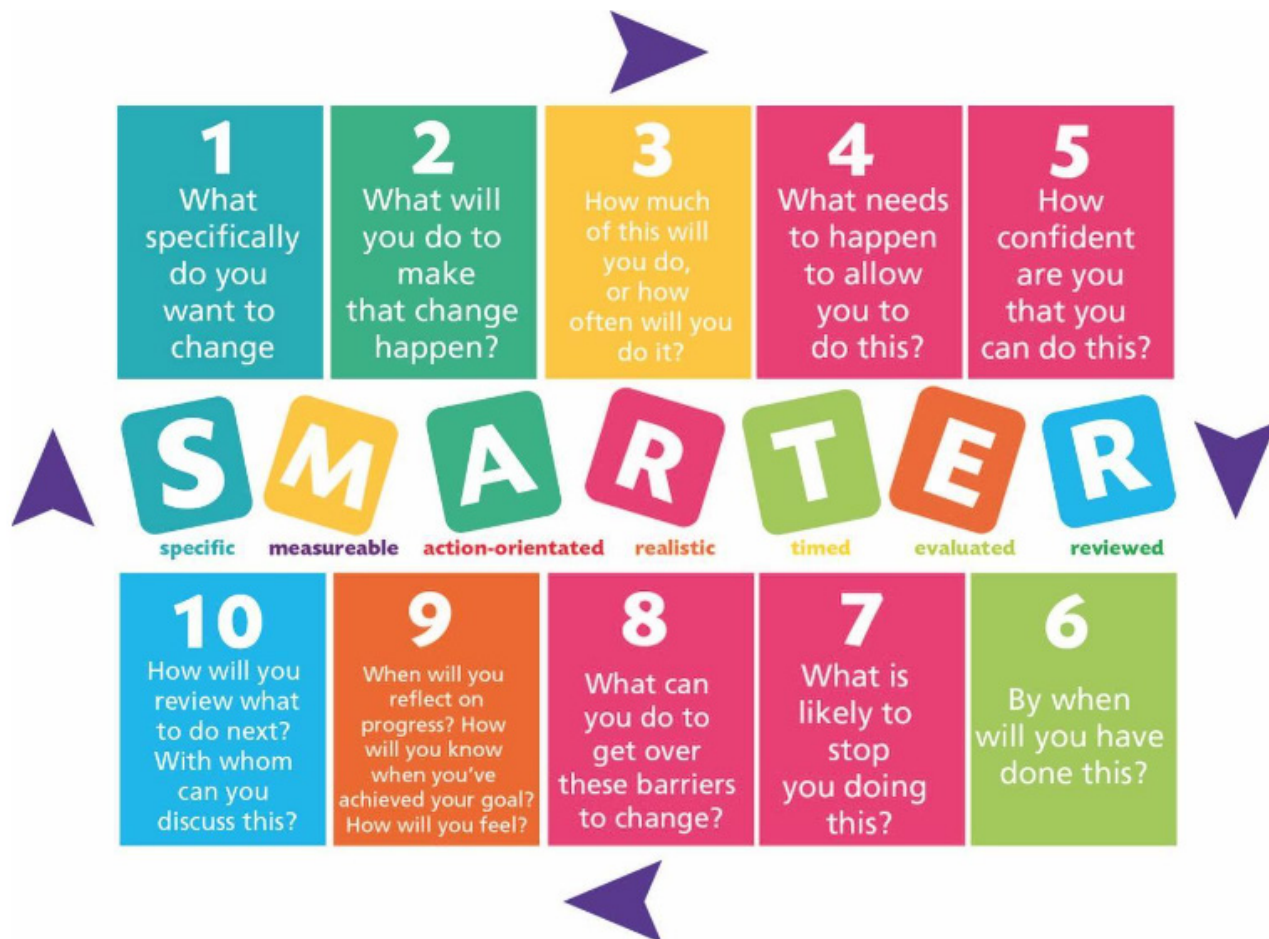 1
What
specifically
do you
want to
change
2
What will
you do to
make
that change
happen?
3
How much
of this will
you do,
or how
often will you
do it?
4
What needs
to happen
to allow
you to
do this?
5
How
confident
are you
that you
can do this?
S M A R T E R
specific measureable action-orientated realistic timed evaluated reviewed
10
How will you
review what
to do next?
With whom
can you
discuss this?
9
When will you
reflect on
progress? How
will you know
when you've
achieved your goal?
How will you feel?
8
What can
you do to
get over
these barriers
to change?
7
What is
likely to
stop
you doing
this?
6
By when
will you have
done this?